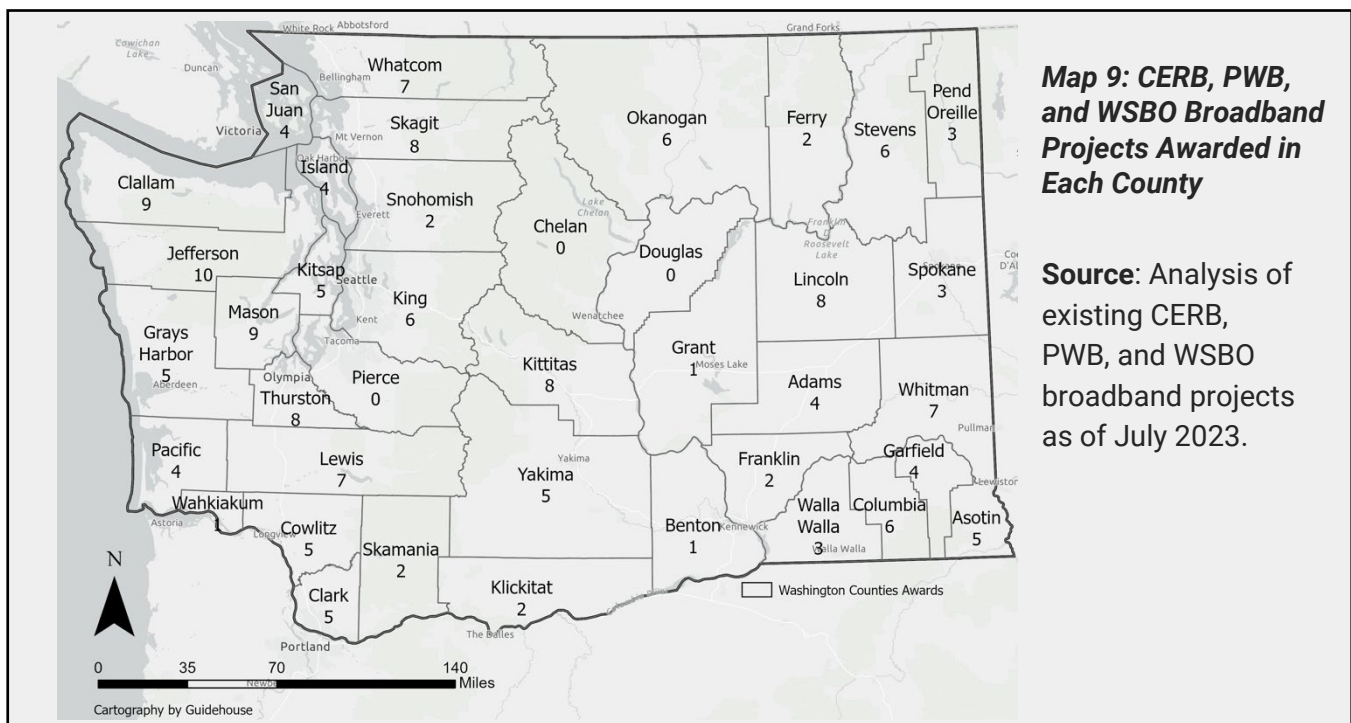 White Rock
Abbotsford
Grand Forks
Cowichan
Lake
Duncan
Whatcom
7
Bellingham
San
Juan
4
Victoria
Skagit
8
Mt Vernon
Oak Harbor
Island
4
Okanogan
6
Ferry
2
Stevens
6
Pend
Oreille
3
Clallam
9
Snohomish
2
Everett
Lake
Chelan
Chelan
0
Douglas
0
Franklin D
Roosevelt
Lake
Jefferson
10
Kitsap
5
Seattle
King
6
Kent
Lincoln
8
Spokane
3
Spokane
Coe
D'Al
Mason
9
Wenatchee
Tacoma
Grays
Harbor
5
Aberdeen
Olympia
Thurston
8
Pierce
0
Kittitas
8
Grant
1
Moses Lake
Adams
4
Whitman
7
Pullman
Pacific
4
Lewis
7
Yakima
Yakima
5
Franklin
2
Garfield
4
Lewiston
Wahkiakum
1
Astoria
Longview
Cowlitz
5
Skamania
2
Benton
1
Kennewick
Walla
Walla
3
Walla Walla
Columbia
6
Asotin
5
Clark
5
Klickitat
2
The Dalles
Portland
N
Washington Counties Awards
0 35 70 140
Miles
Cartography by Guidehouse
Map 9: CERB, PWB,
and WSBO Broadband
Projects Awarded in
Each County
Source: Analysis of
existing CERB,
PWB, and WSBO
broadband projects
as of July 2023.